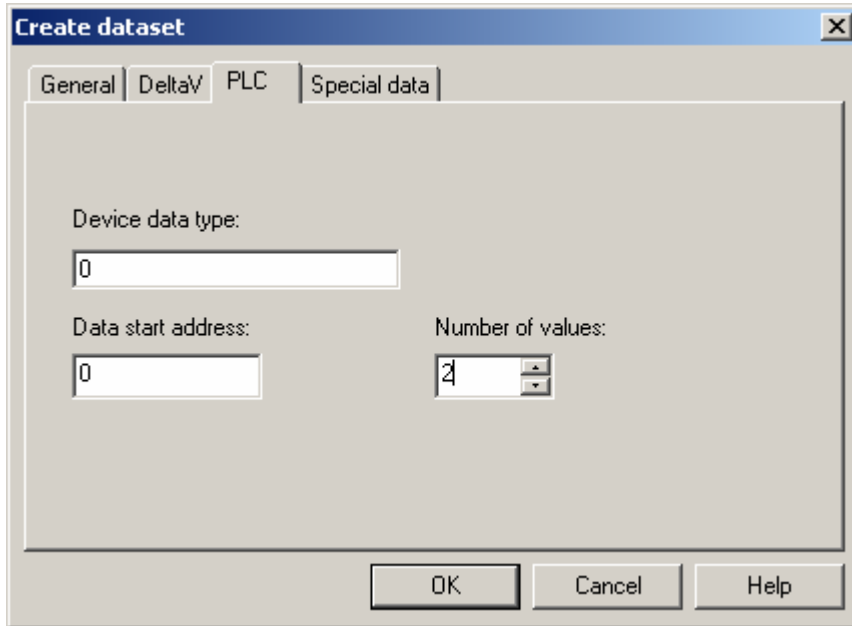 Create dataset
General DeltaV PLC Special data
Device data type:
0
Data start address: Number of values:
0 2
OK Cancel Help